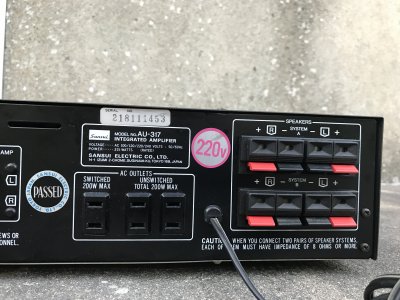 SERIAL NO.
218111453
Sansui
MODEL NO. AU-317
INTEGRATED AMPLIFIER
SANSUI ELECTRIC CO., LTD.
220v
AC OUTLETS
SWITCHED
200W MAX
UNSWITCHED
TOTAL 200W MAX
SPEAKERS
+ R - SYSTEM A - L +
+ R - SYSTEM B - L +
AMP
L
R
PASSED
CAUTION: WHEN YOU CONNECT TWO PAIRS OF SPEAKER SYSTEMS,
EACH OF THEM MUST HAVE IMPEDANCE OF 8 OHMS OR MORE.